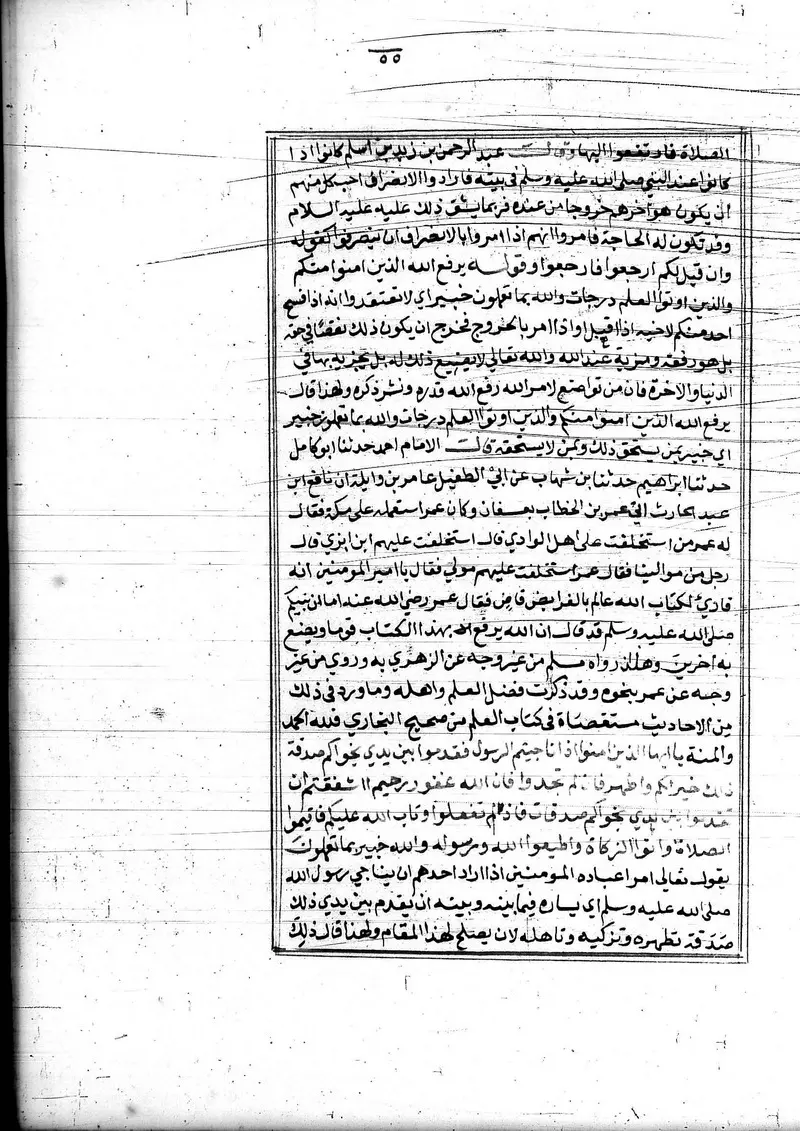 ٥٥
الصلاة فارتفعوا اليها وقالـــت عبد الرحمن بن زيد بن اسلم كانوا اذا
كانوا عند النبي صلى الله عليه وسلم في بيته فارادوا الانصراف احب كل منهم
ان يكون هو اخرهم خروجا من عنده فربما يشق ذلك عليه عليه السلام
وقد تكون له الحاجة فامروا انهم اذا امروا بالانصراف ان ينصرفوا كقوله
وان قيل لكم ارجعوا فارجعوا وقولـــه يرفع الله الذين امنوا منكم
والذين اوتوا العلم درجات والله بما تعملون خبير اي لا تعتقدوا انه اذا فسح
احد منكم لاخيه اذا اقبل او اذا امر بالخروج فخرج ان يكون ذلك نقصا في حقه
بل هو رفعة ومزية عند الله والله تعالى لا يضيع ذلك له بل يجزيه بها في
الدنيا والاخرة فان من تواضع لامر الله رفع الله قدره ونشر ذكره ولهذا قال
يرفع الله الذين امنوا منكم والذين اوتوا العلم درجات والله بما تعملون خبير
اي خبير بمن يستحق ذلك وبمن لا يستحقه قالـــت الامام احمد حدثنا ابو كامل
حدثنا ابراهيم حدثنا بن شهاب عن ابي الطفيل عامر بن واثلة ان نافع ابن
عبد الحارث لقي عمر بن الخطاب بعسفان وكان عمر استعمله على مكة فقال
له عمر من استخلفت على اهل الوادي قال استخلفت عليهم ابن ابزي قال
رجل من موالينا فقال عمر استخلفت عليهم مولي فقال يا امير المومنين انه
قاري لكتاب الله عالم بالفرايض قاض فقال عمر رضي الله عنه اما ان نبيكم
صلى الله عليه وسلم قد قال ان الله يرفع بهذا الكتاب قوما ويضع
به اخرين وهكذا رواه مسلم من غير وجه عن الزهري به وروي من غير
وجه عن عمر بنحوه وقد ذكرت فضل العلم واهله وما ورد في ذلك
من الاحاديث مستقصاة في كتاب العلم من صحيح البخاري فلله الحمد
والمنة يا ايها الذين امنوا اذا ناجيتم الرسول فقدموا بين يدي نجواكم صدقة
ذلك خير لكم واطهر فان لم تجدوا فان الله غفور رحيم ااشفقتم ان
تقدموا بين يدي نجواكم صدقات فاذ لم تفعلوا وتاب الله عليكم فاقيموا
الصلاة واتوا الزكاة واطيعوا الله ورسوله والله خبير بما تعملون
يقول تعالى امرا عباده المؤمنين اذا اراد احدهم ان يناجي رسول الله
صلى الله عليه وسلم اي يساره فيما بينه وبينه ان يقدم بين يدي ذلك
صدقة تطهره وتزكيه وتاهله لان يصلح لهذا المقام ولهذا قال ذلك